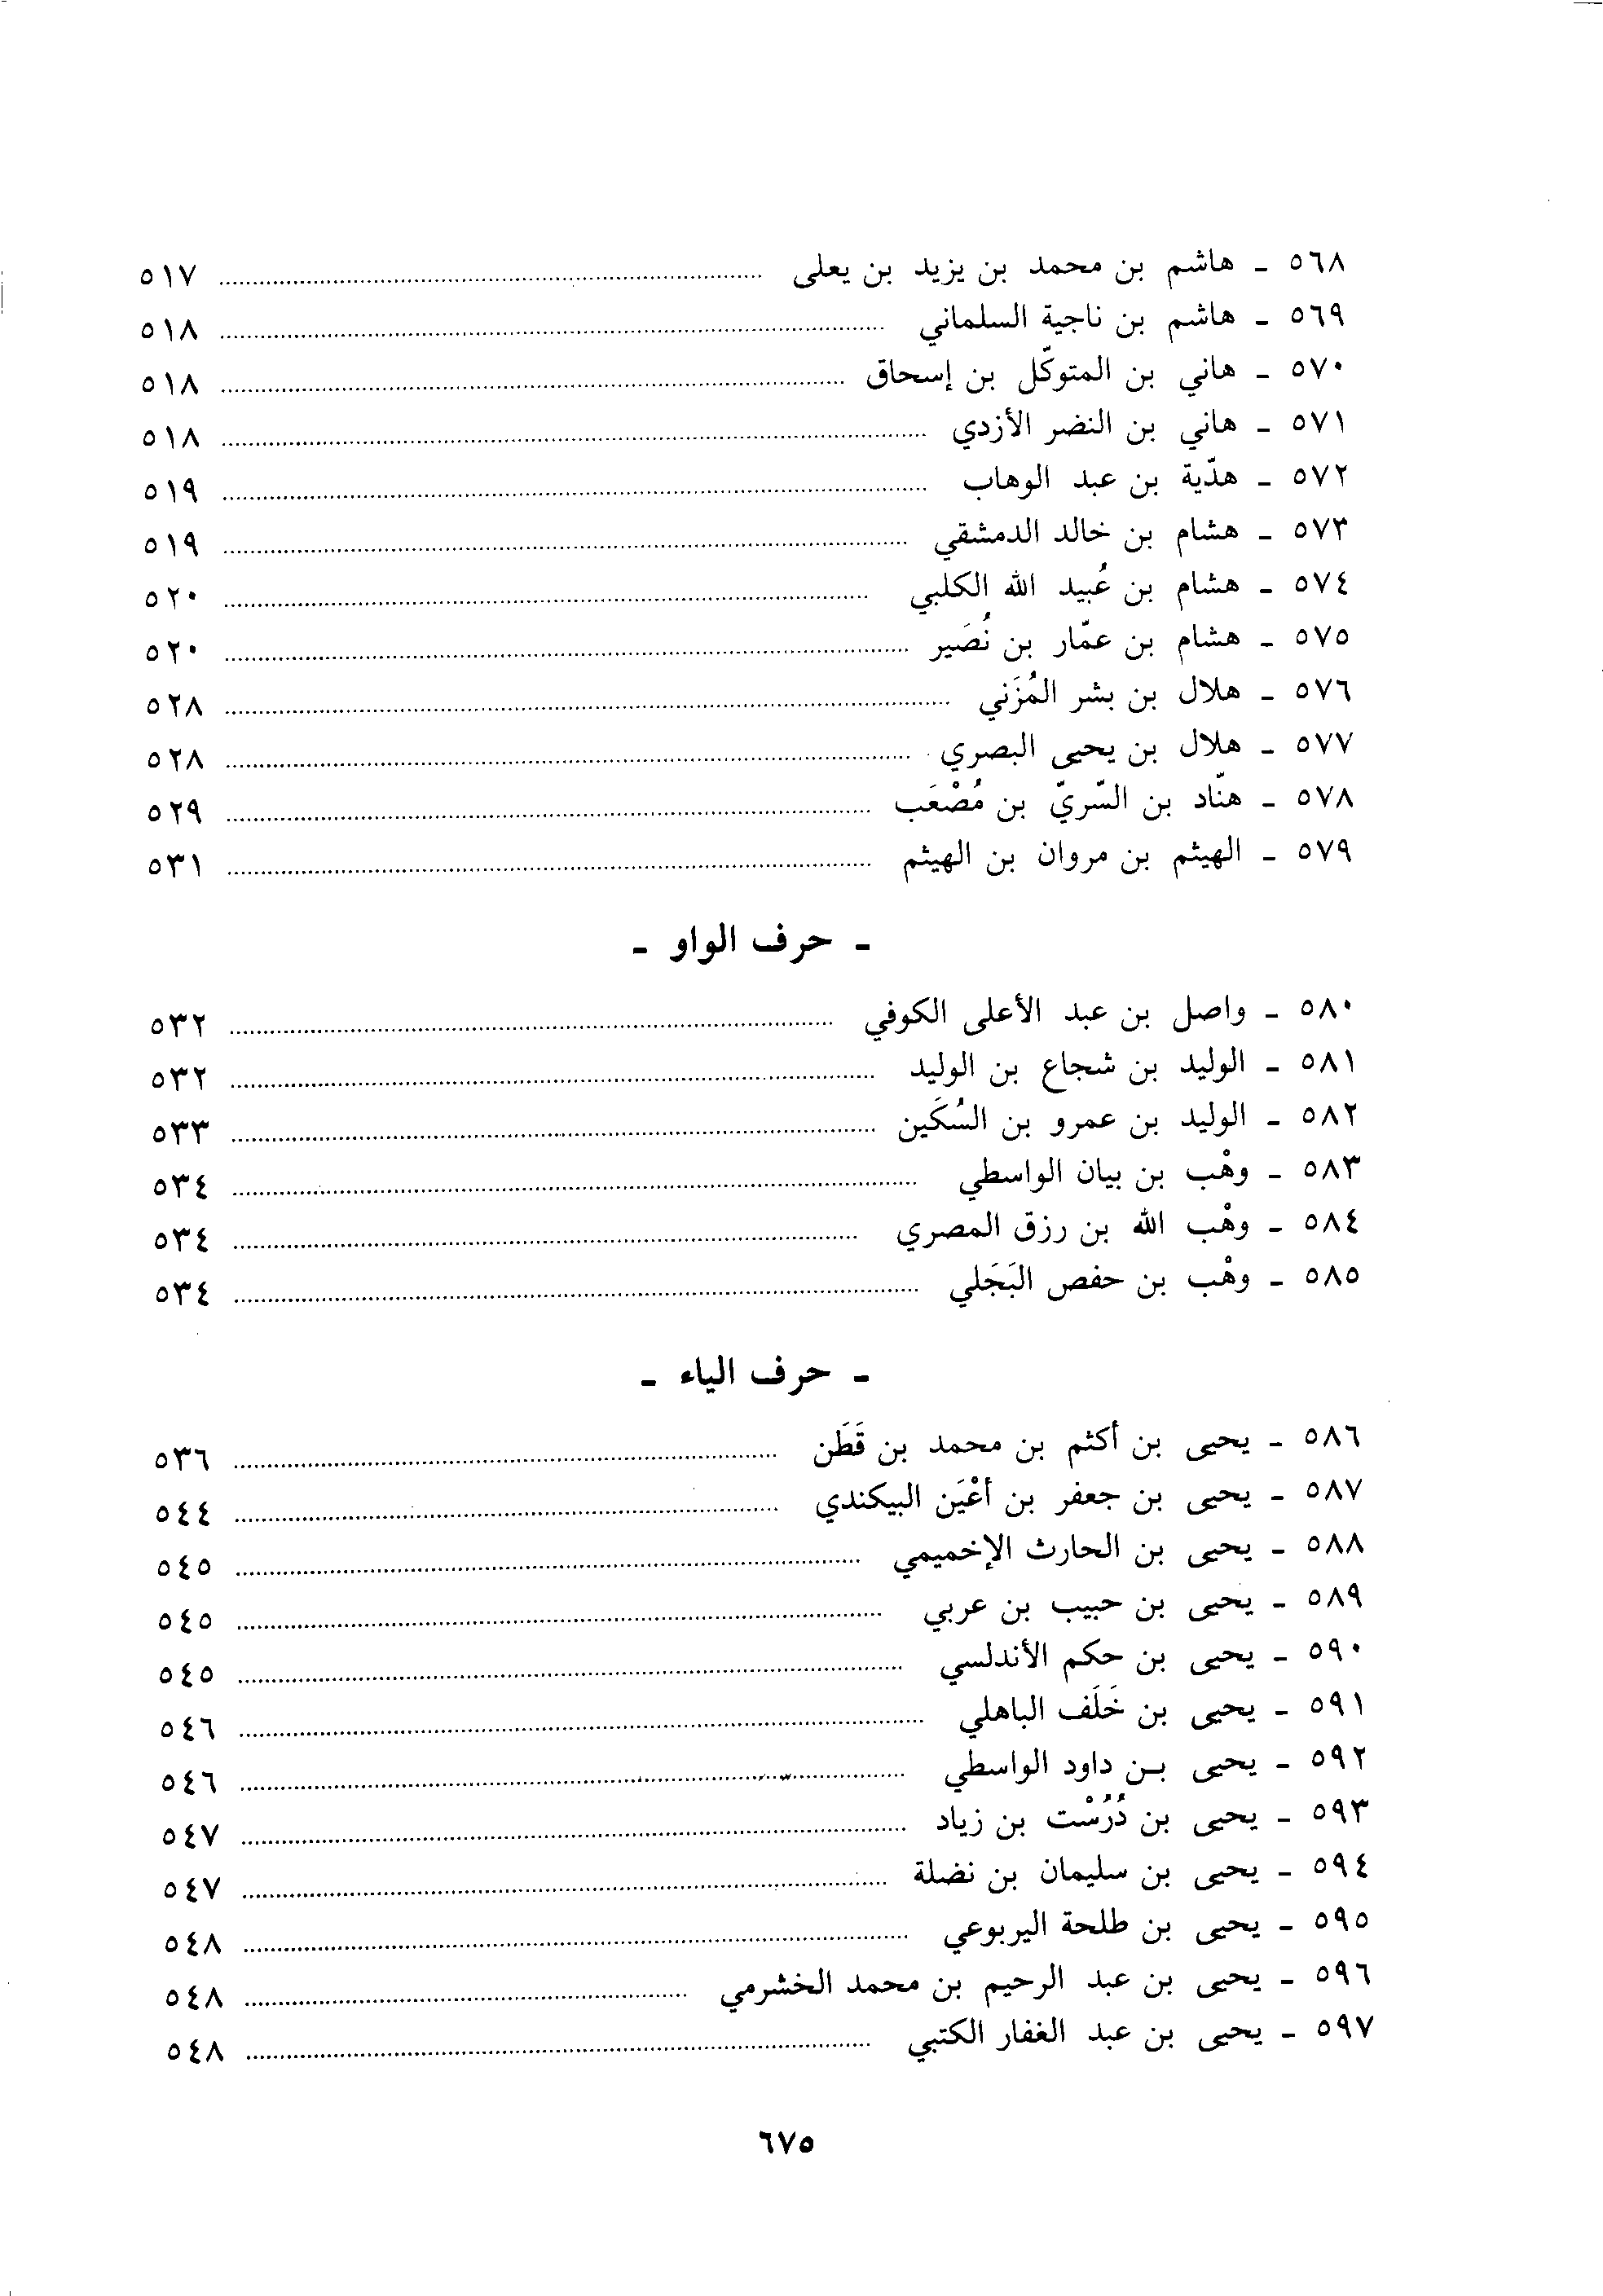 ٥٦٨ - هاشم بن محمد بن يزيد بن يعلى ........ ٥١٧
٥٦٩ - هاشم بن ناجية السلماني ........ ٥١٨
٥٧٠ - هاني بن المتوكّل بن إسحاق ........ ٥١٨
٥٧١ - هاني بن النضر الأزدي ........ ٥١٨
٥٧٢ - هدّية بن عبد الوهاب ........ ٥١٩
٥٧٣ - هشام بن خالد الدمشقي ........ ٥١٩
٥٧٤ - هشام بن عُبيد الله الكلبي ........ ٥٢٠
٥٧٥ - هشام بن عمّار بن نُصَير ........ ٥٢٠
٥٧٦ - هلال بن بشر المُزَني ........ ٥٢٨
٥٧٧ - هلال بن يحيى البصري ........ ٥٢٨
٥٧٨ - هنّاد بن السّريّ بن مُصْعَب ........ ٥٢٩
٥٧٩ - الهيثم بن مروان بن الهيثم ........ ٥٣١
- حرف الواو -
٥٨٠ - واصل بن عبد الأعلى الكوفي ........ ٥٣٢
٥٨١ - الوليد بن شجاع بن الوليد ........ ٥٣٢
٥٨٢ - الوليد بن عمرو بن السُكَين ........ ٥٣٣
٥٨٣ - وهْب بن بيان الواسطي ........ ٥٣٤
٥٨٤ - وهْب الله بن رزق المصري ........ ٥٣٤
٥٨٥ - وهْب بن حفص البَجَلي ........ ٥٣٤
- حرف الياء -
٥٨٦ - يحيى بن أكثم بن محمد بن قَطَن ........ ٥٣٦
٥٨٧ - يحيى بن جعفر بن أعْيَن البيكندي ........ ٥٤٤
٥٨٨ - يحيى بن الحارث الإخميمي ........ ٥٤٥
٥٨٩ - يحيى بن حبيب بن عربي ........ ٥٤٥
٥٩٠ - يحيى بن حكم الأندلسي ........ ٥٤٥
٥٩١ - يحيى بن خَلَف الباهلي ........ ٥٤٦
٥٩٢ - يحيى بـن داود الواسطي ........ ٥٤٦
٥٩٣ - يحيى بن دُرُسْت بن زياد ........ ٥٤٧
٥٩٤ - يحيى بن سليمان بن نضلة ........ ٥٤٧
٥٩٥ - يحيى بن طلحة اليربوعي ........ ٥٤٨
٥٩٦ - يحيى بن عبد الرحيم بن محمد الخشرمي ........ ٥٤٨
٥٩٧ - يحيى بن عبد الغفار الكتبي ........ ٥٤٨
٦٧٥